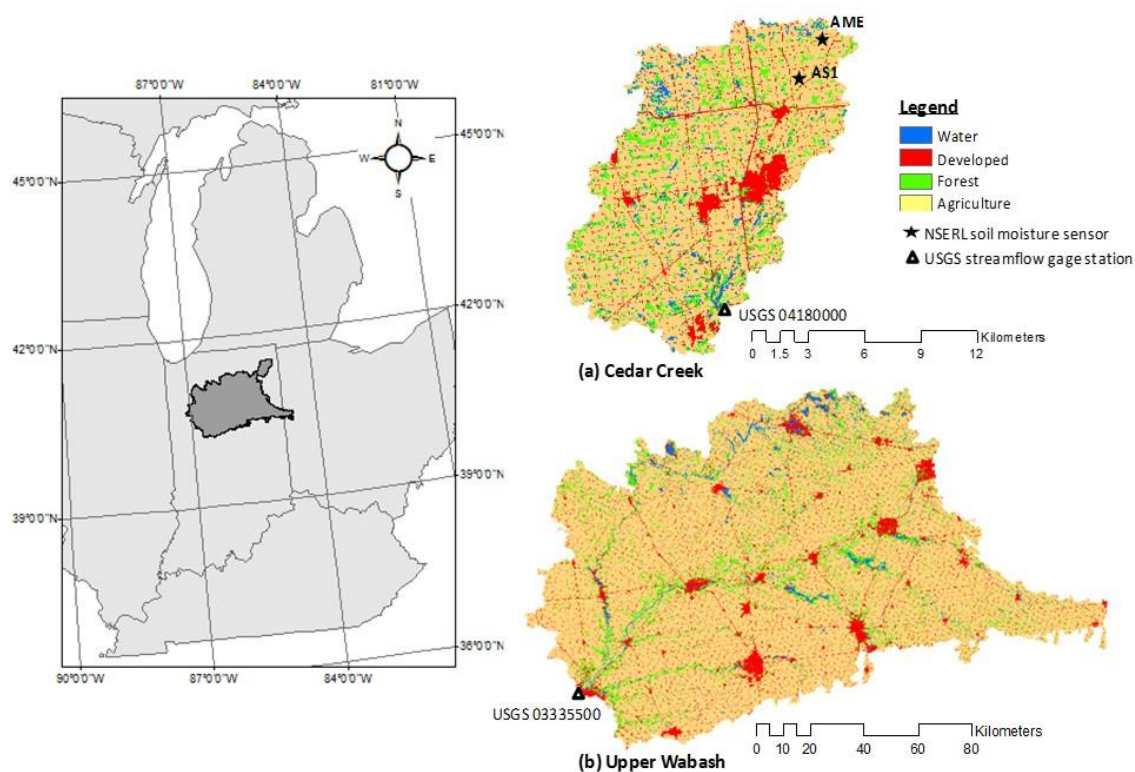 87°0'0"W
84°0'0"W
81°0'0"W
45°0'0"N
45°0'0"N
42°0'0"N
42°0'0"N
39°0'0"N
39°0'0"N
36°0'0"N
90°0'0"W
87°0'0"W
84°0'0"W
N
W
E
S
AME
AS1
Legend
Water
Developed
Forest
Agriculture
NSERL soil moisture sensor
USGS streamflow gage station
USGS 04180000
Kilometers
0 1.5 3 6 9 12
(a) Cedar Creek
USGS 03335500
Kilometers
0 10 20 40 60 80
(b) Upper Wabash